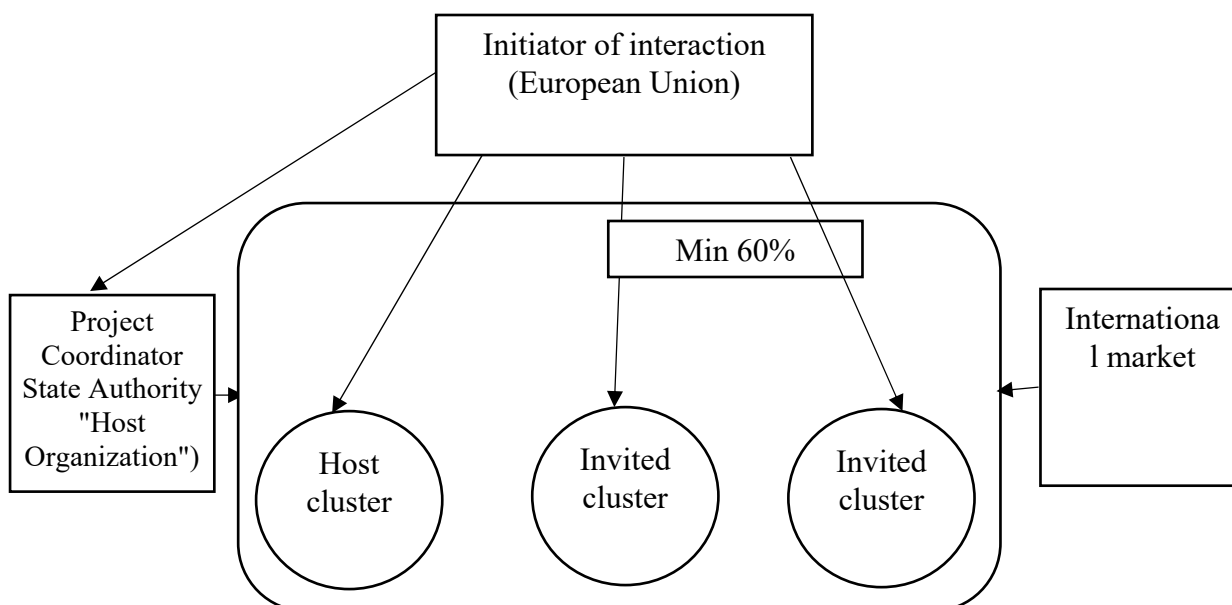 Initiator of interaction
(European Union)
Min 60%
Project
Coordinator
State Authority
"Host
Organization")
Internationa
l market
Host
cluster
Invited
cluster
Invited
cluster